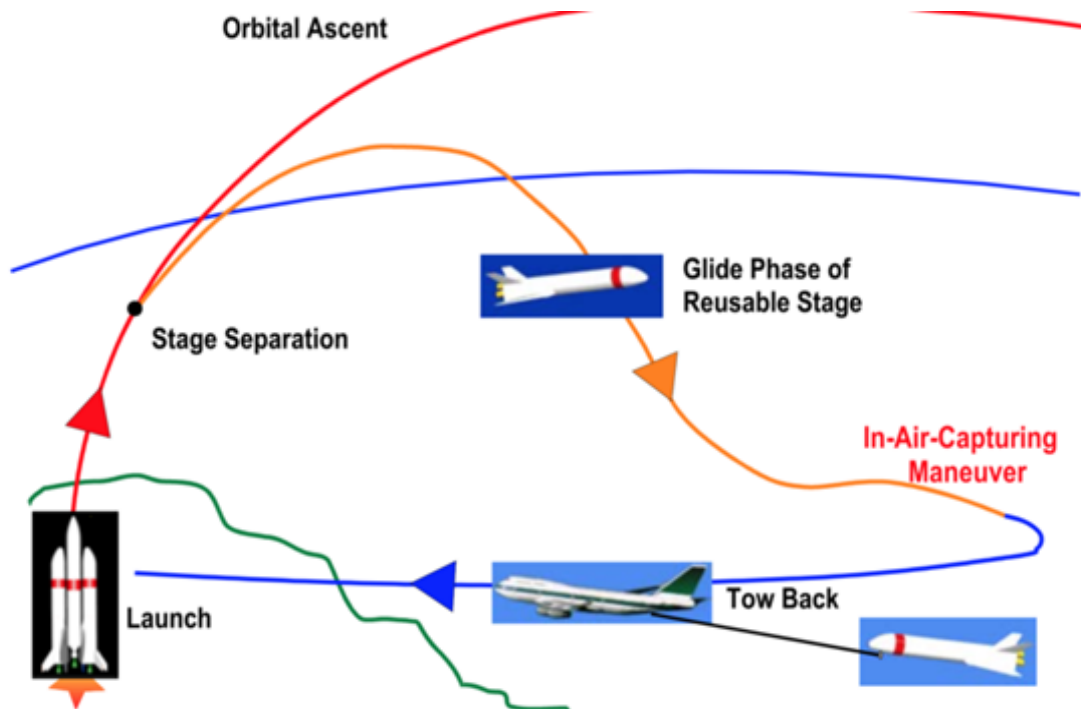 Orbital Ascent
Glide Phase of
Reusable Stage
Stage Separation
In-Air-Capturing
Maneuver
Tow Back
Launch